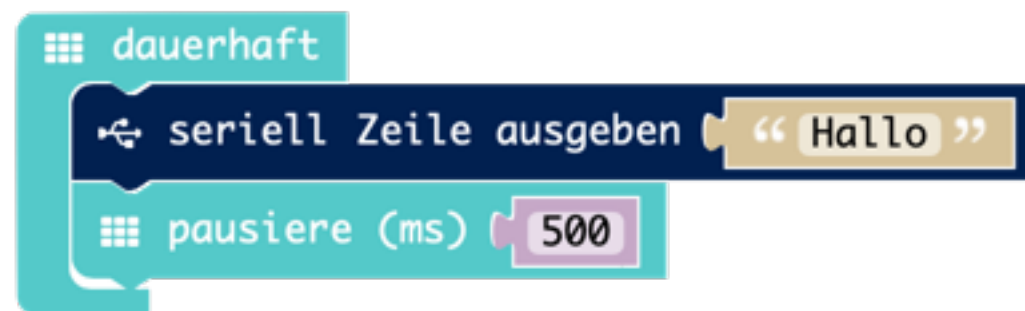 dauerhaft
seriell Zeile ausgeben “ Hallo ”
pausiere (ms) 500